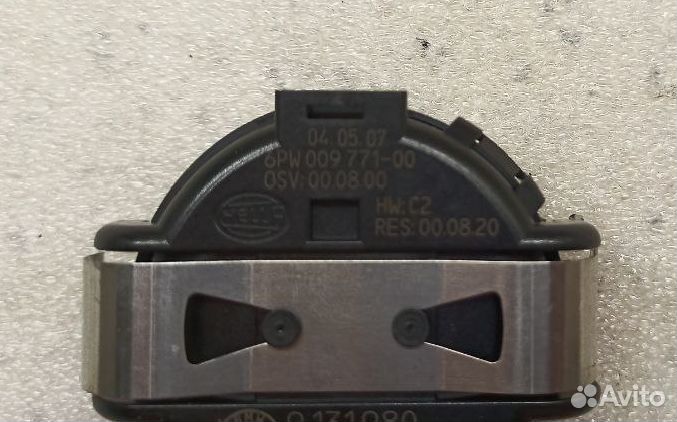 04.05.07
6PW 009 771-00
OSV: 00.08.00
HELLA
HW: C2
RES: 00.08.20
Avito